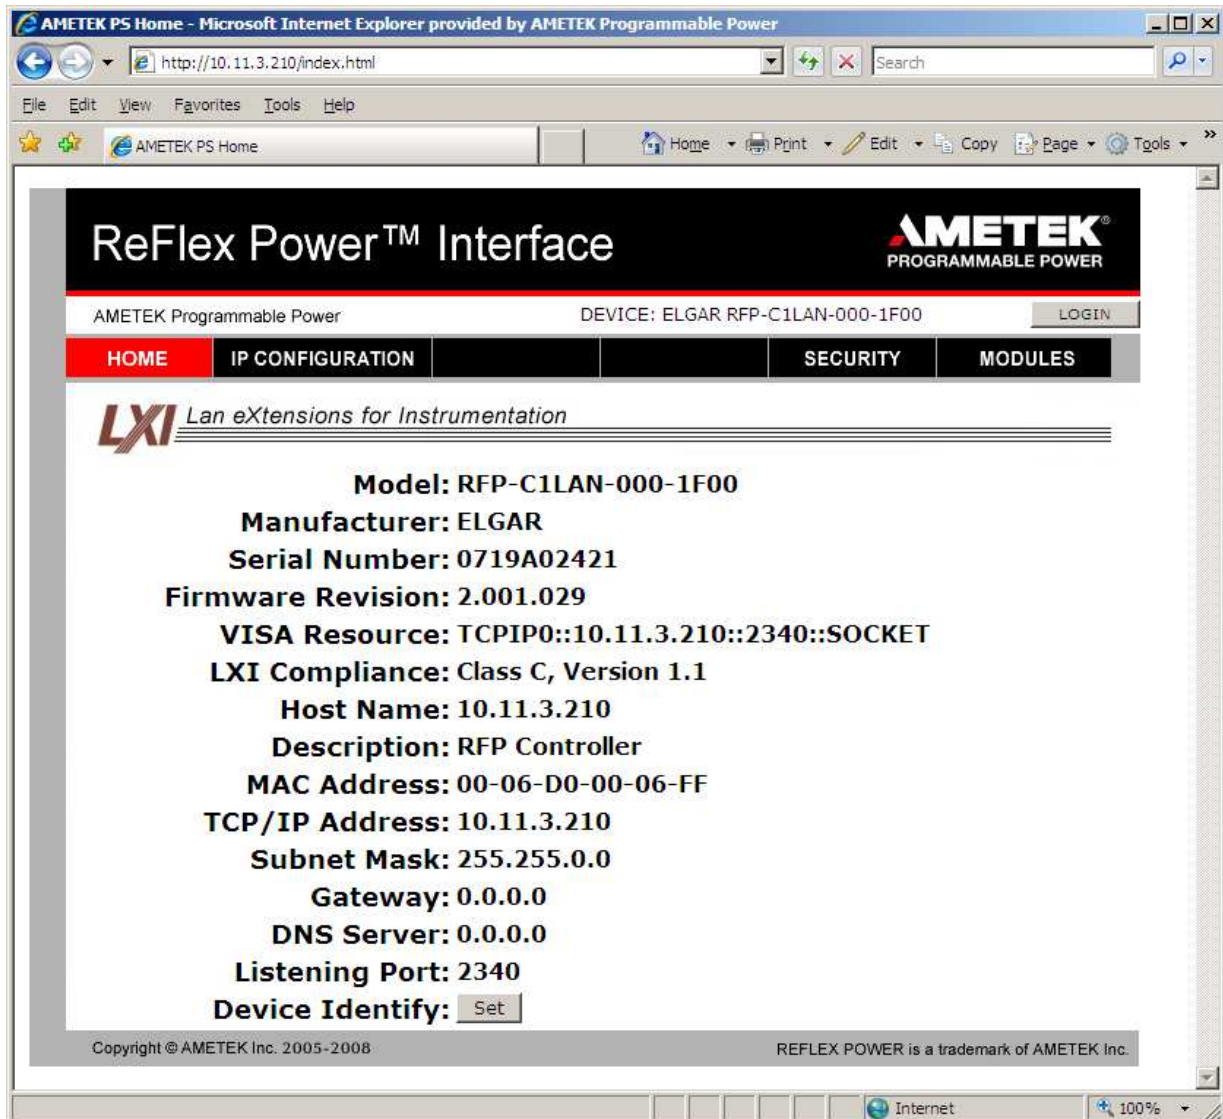 AMETEK PS Home - Microsoft Internet Explorer provided by AMETEK Programmable Power
http://10.11.3.210/index.html
Search
File Edit View Favorites Tools Help
AMETEK PS Home
Home Print Edit Copy Page Tools »
ReFlex Power™ Interface
AMETEK®
PROGRAMMABLE POWER
AMETEK Programmable Power DEVICE: ELGAR RFP-C1LAN-000-1F00 LOGIN
HOME IP CONFIGURATION SECURITY MODULES
LXI Lan eXtensions for Instrumentation
Model: RFP-C1LAN-000-1F00
Manufacturer: ELGAR
Serial Number: 0719A02421
Firmware Revision: 2.001.029
VISA Resource: TCPIP0::10.11.3.210::2340::SOCKET
LXI Compliance: Class C, Version 1.1
Host Name: 10.11.3.210
Description: RFP Controller
MAC Address: 00-06-D0-00-06-FF
TCP/IP Address: 10.11.3.210
Subnet Mask: 255.255.0.0
Gateway: 0.0.0.0
DNS Server: 0.0.0.0
Listening Port: 2340
Device Identify: Set
Copyright © AMETEK Inc. 2005-2008 REFLEX POWER is a trademark of AMETEK Inc.
Internet 100%